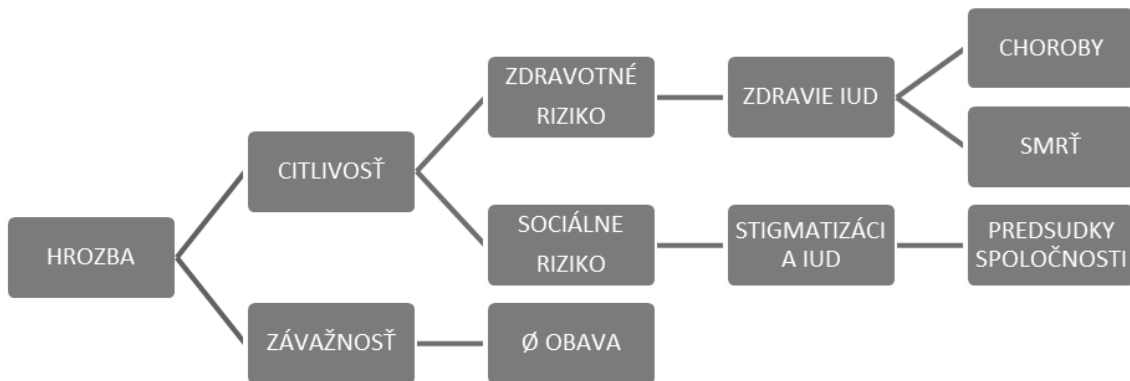 HROZBA
CITLIVOSŤ
ZDRAVOTNÉ
RIZIKO
ZDRAVIE IUD
CHOROBY
SMRŤ
SOCIÁLNE
RIZIKO
STIGMATIZÁCI
A IUD
PREDSUDKY
SPOLOČNOSTI
ZÁVAŽNOSŤ
Ø OBAVA